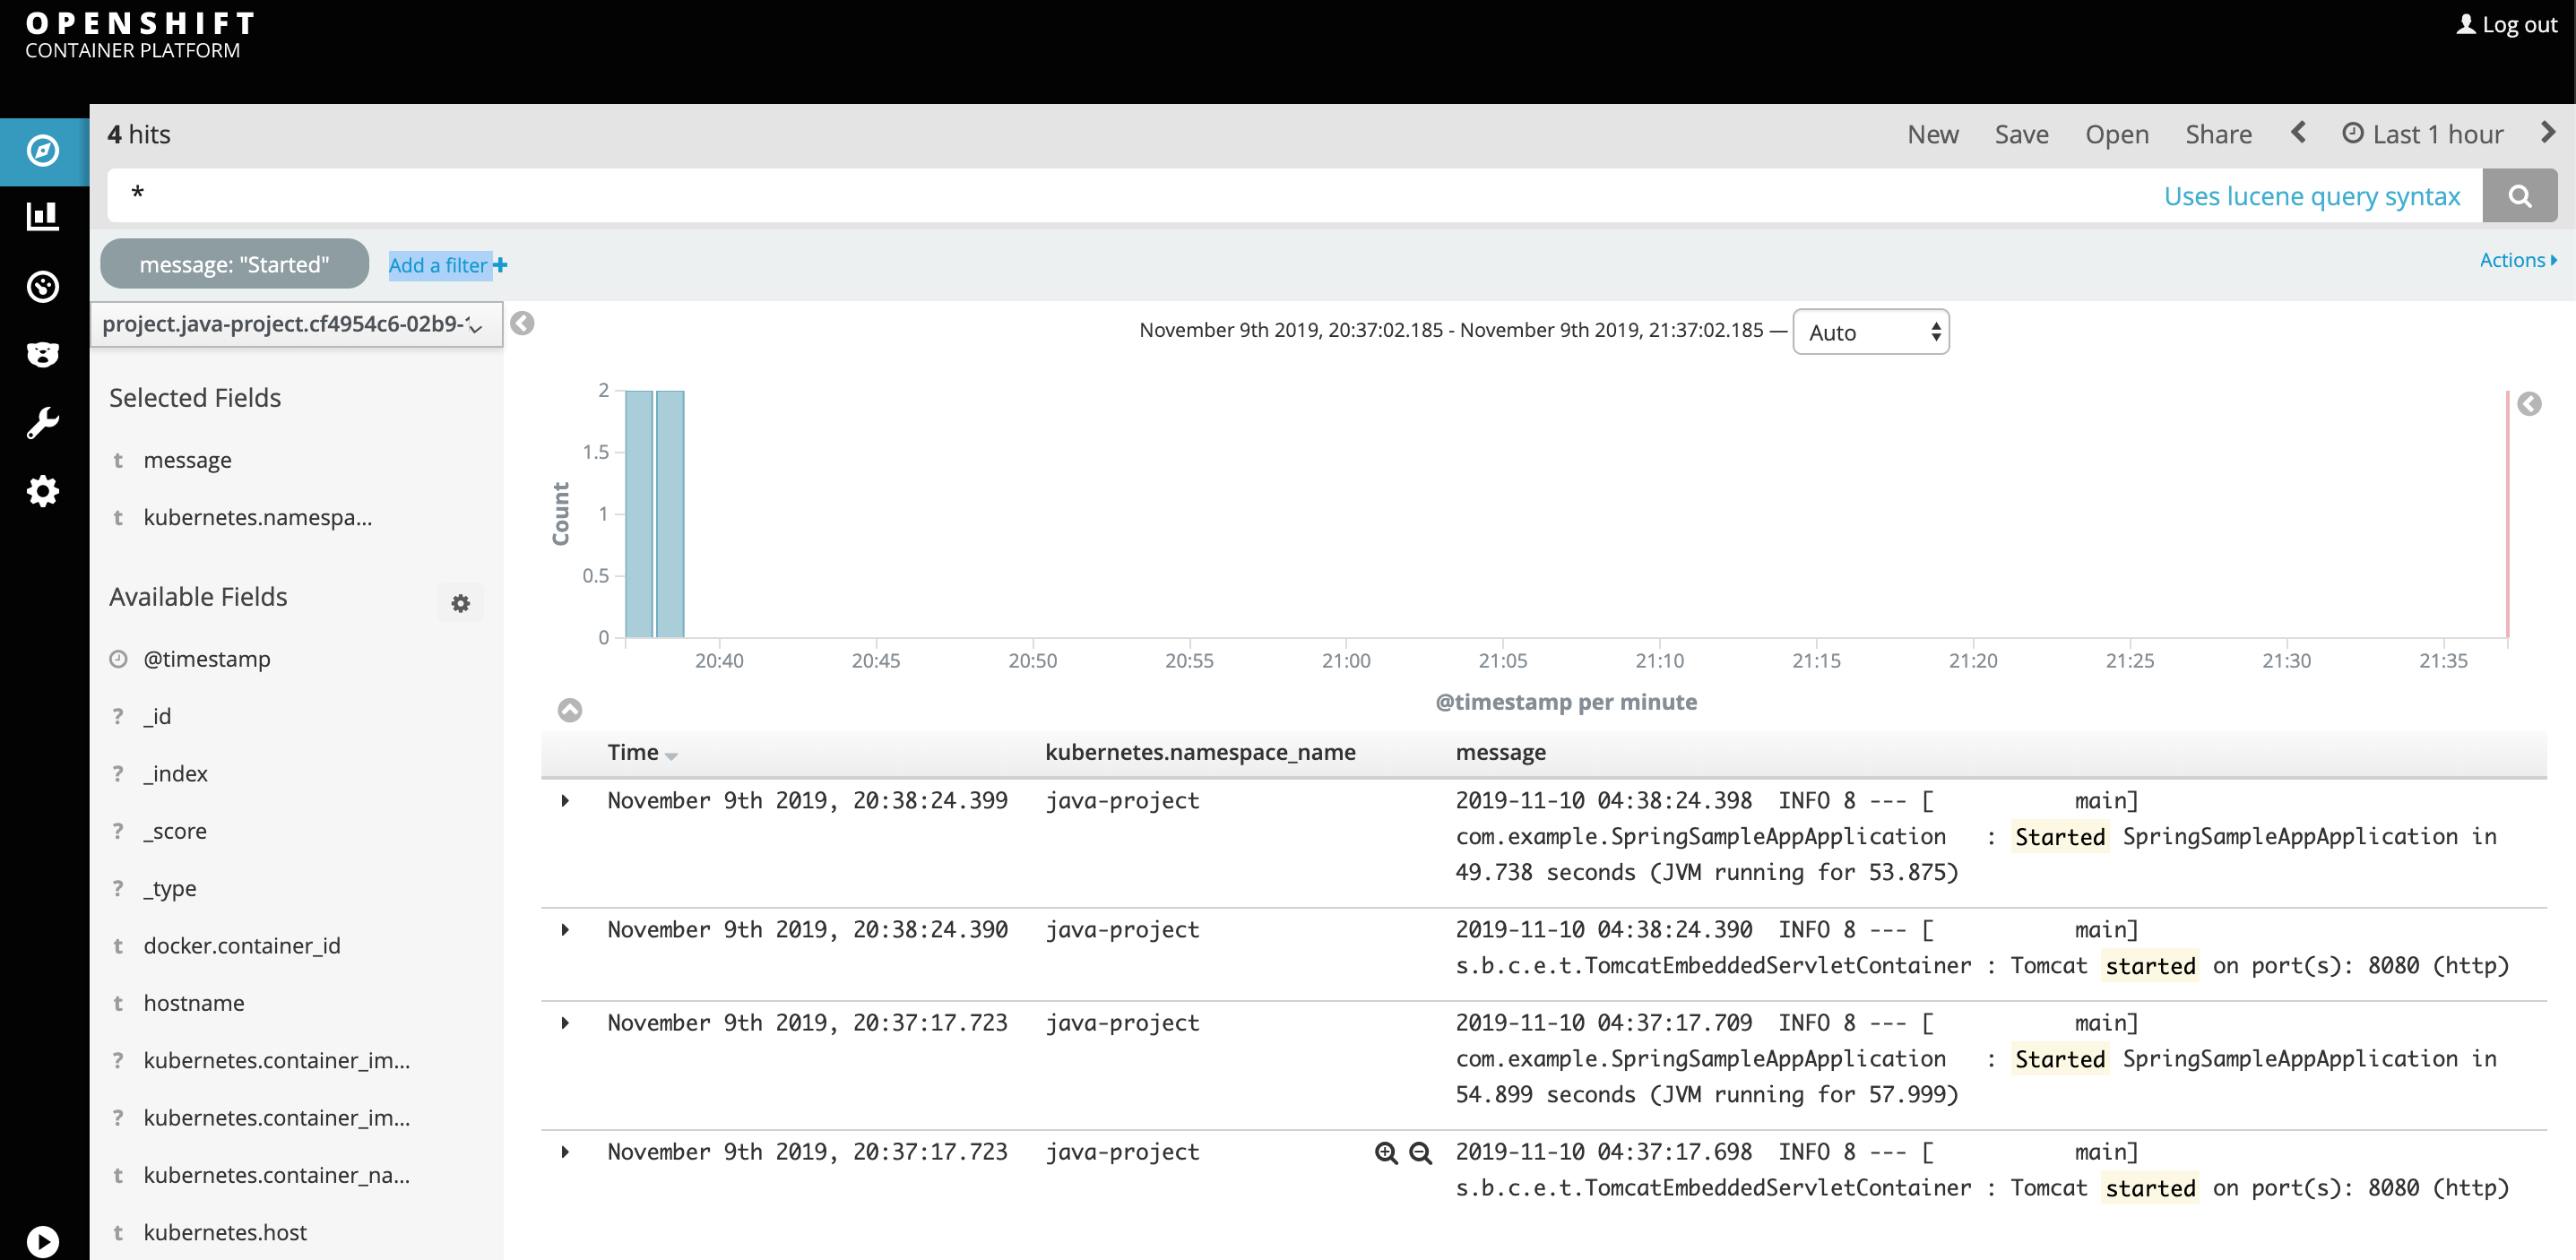 OPENSHIFT
CONTAINER PLATFORM
Log out
4 hits
New Save Open Share Last 1 hour
*
Uses lucene query syntax
message: "Started" Add a filter
Actions
project.java-project.cf4954c6-02b9-
November 9th 2019, 20:37:02.185 - November 9th 2019, 21:37:02.185 — Auto
Selected Fields
t message
t kubernetes.namespa...
Available Fields
@timestamp
? _id
? _index
? _score
? _type
t docker.container_id
t hostname
? kubernetes.container_im...
? kubernetes.container_im...
t kubernetes.container_na...
t kubernetes.host
Count
2
1.5
1
0.5
0
20:40 20:45 20:50 20:55 21:00 21:05 21:10 21:15 21:20 21:25 21:30 21:35
@timestamp per minute
Time kubernetes.namespace_name message
November 9th 2019, 20:38:24.399 java-project 2019-11-10 04:38:24.398 INFO 8 --- [ main]
com.example.SpringSampleAppApplication : Started SpringSampleAppApplication in
49.738 seconds (JVM running for 53.875)
November 9th 2019, 20:38:24.390 java-project 2019-11-10 04:38:24.390 INFO 8 --- [ main]
s.b.c.e.t.TomcatEmbeddedServletContainer : Tomcat started on port(s): 8080 (http)
November 9th 2019, 20:37:17.723 java-project 2019-11-10 04:37:17.709 INFO 8 --- [ main]
com.example.SpringSampleAppApplication : Started SpringSampleAppApplication in
54.899 seconds (JVM running for 57.999)
November 9th 2019, 20:37:17.723 java-project 2019-11-10 04:37:17.698 INFO 8 --- [ main]
s.b.c.e.t.TomcatEmbeddedServletContainer : Tomcat started on port(s): 8080 (http)